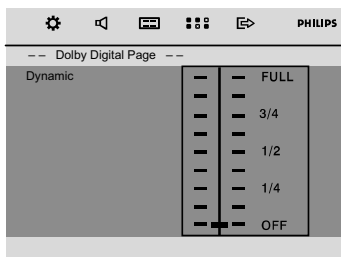 PHILIPS
-- Dolby Digital Page --
Dynamic
FULL
3/4
1/2
1/4
OFF